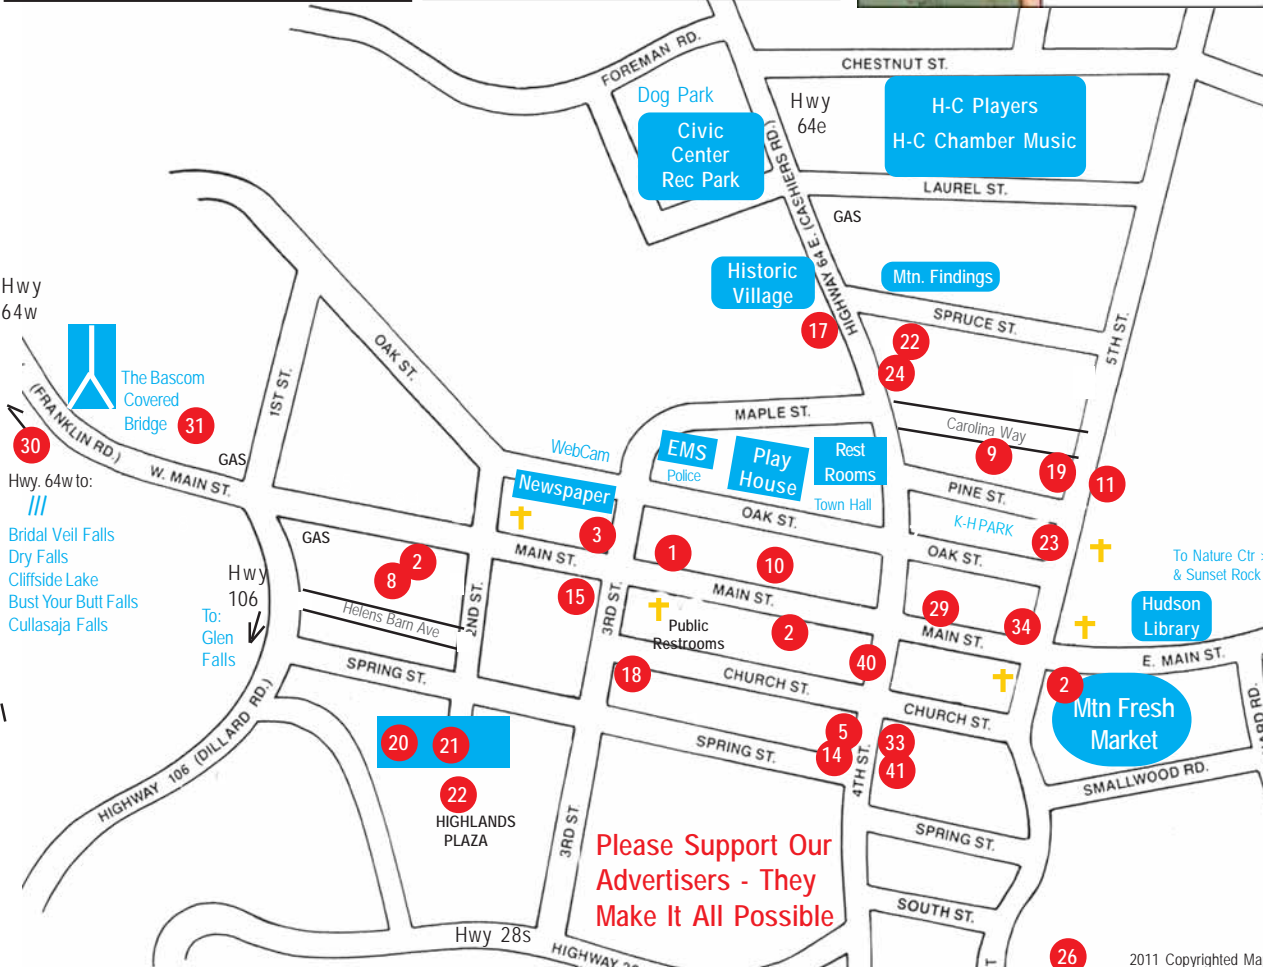 FOREMAN RD.
CHESTNUT ST.
Dog Park
Civic
Center
Rec Park
Hwy
64e
H-C Players
H-C Chamber Music
HIGHWAY 64 E. (CASHIERS RD.)
LAUREL ST.
GAS
Historic
Village
Mtn. Findings
SPRUCE ST.
5TH ST.
17
22
24
Hwy
64w
(FRANKLIN RD.)
The Bascom
Covered
Bridge
31
30
1ST ST.
OAK ST.
GAS
W. MAIN ST.
Hwy. 64w to:
///
Bridal Veil Falls
Dry Falls
Cliffside Lake
Bust Your Butt Falls
Cullasaja Falls
MAPLE ST.
Carolina Way
9
19
11
WebCam
EMS
Police
Play
House
Rest
Rooms
Town Hall
Newspaper
PINE ST.
K-H PARK
23
OAK ST.
OAK ST.
3
MAIN ST.
1
10
GAS
2
8
Hwy
106
To:
Glen
Falls
Helens Barn Ave
2ND ST.
15
3RD ST.
MAIN ST.
Public
Restrooms
2
29
34
MAIN ST.
To Nature Ctr
& Sunset Rock
Hudson
Library
E. MAIN ST.
SPRING ST.
18
CHURCH ST.
40
2
Mtn Fresh
Market
CHURCH ST.
HIGHWAY 106 (DILLARD RD.)
20
21
22
HIGHLANDS
PLAZA
SPRING ST.
5
14
4TH ST.
33
41
SMALLWOOD RD.
3RD ST.
Please Support Our
Advertisers - They
Make It All Possible
SPRING ST.
SOUTH ST.
Hwy 28s
HIGHWAY
26
2011 Copyrighted Ma